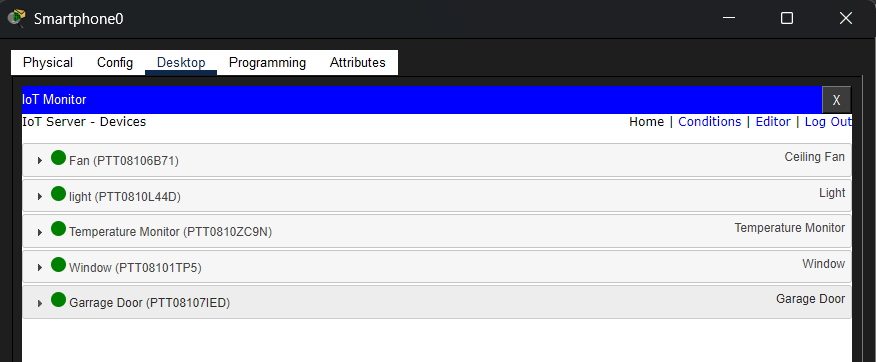 Smartphone0
Physical Config Desktop Programming Attributes
IoT Monitor X
IoT Server - Devices Home | Conditions | Editor | Log Out
Fan (PTT08106B71) Ceiling Fan
light (PTT0810L44D) Light
Temperature Monitor (PTT0810ZC9N) Temperature Monitor
Window (PTT08101TP5) Window
Garrage Door (PTT08107IED) Garage Door